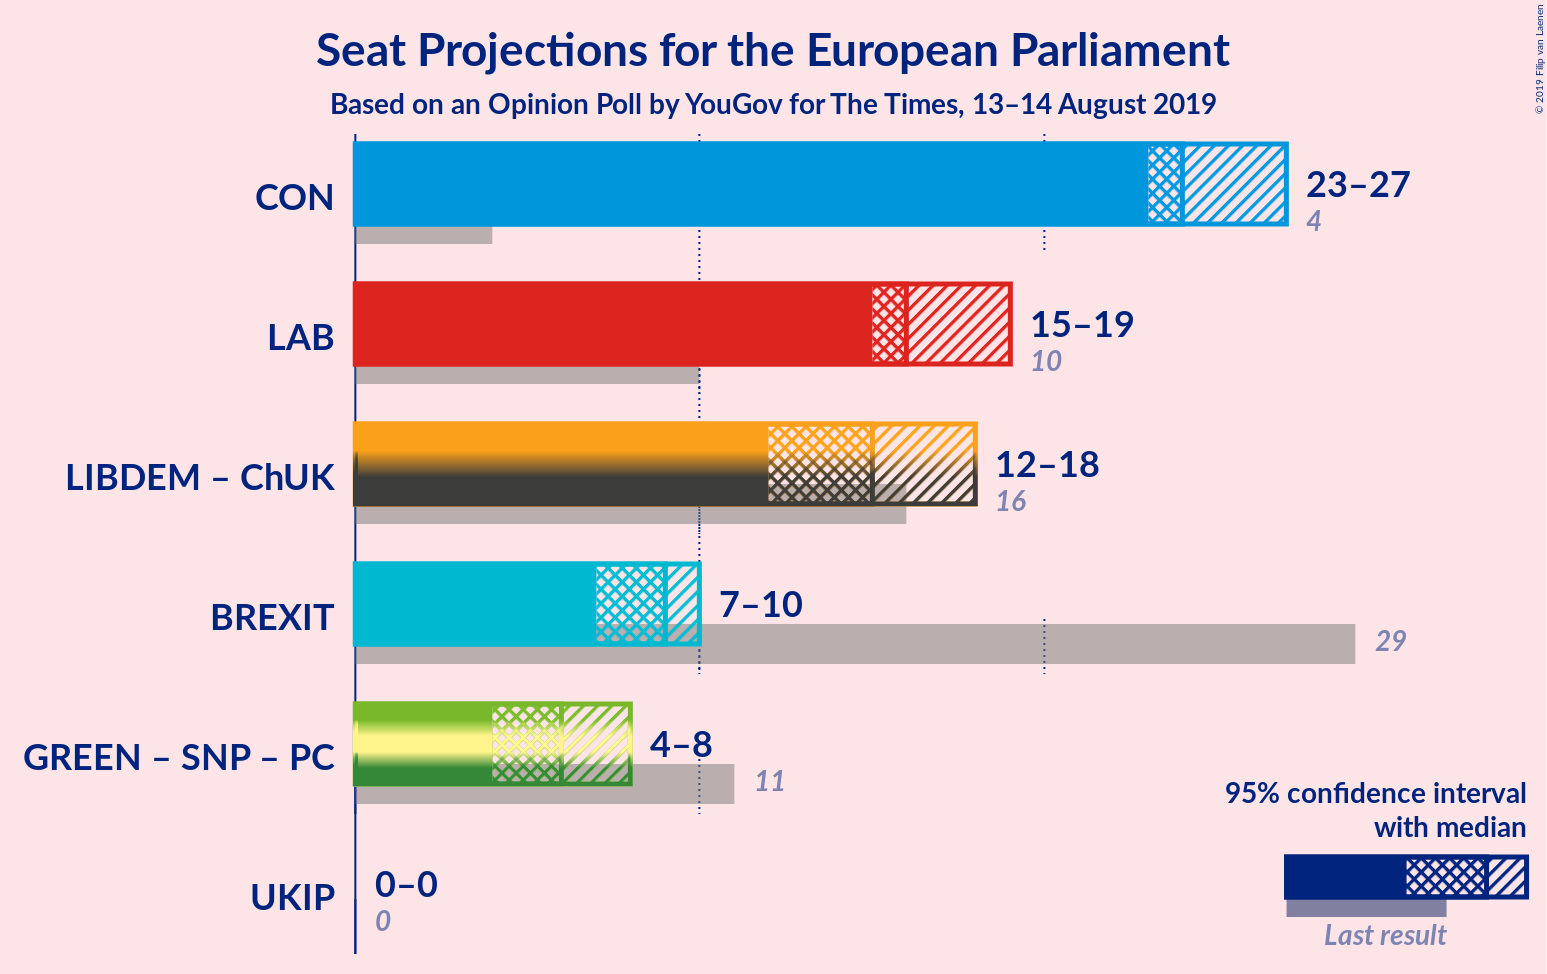 Seat Projections for the European Parliament
Based on an Opinion Poll by YouGov for The Times, 13–14 August 2019
© 2019 Filip van Laenen
CON
23–27
4
LAB
15–19
10
LIBDEM – ChUK
12–18
16
BREXIT
7–10
29
GREEN – SNP – PC
4–8
11
UKIP
0–0
0
95% confidence interval
with median
Last result